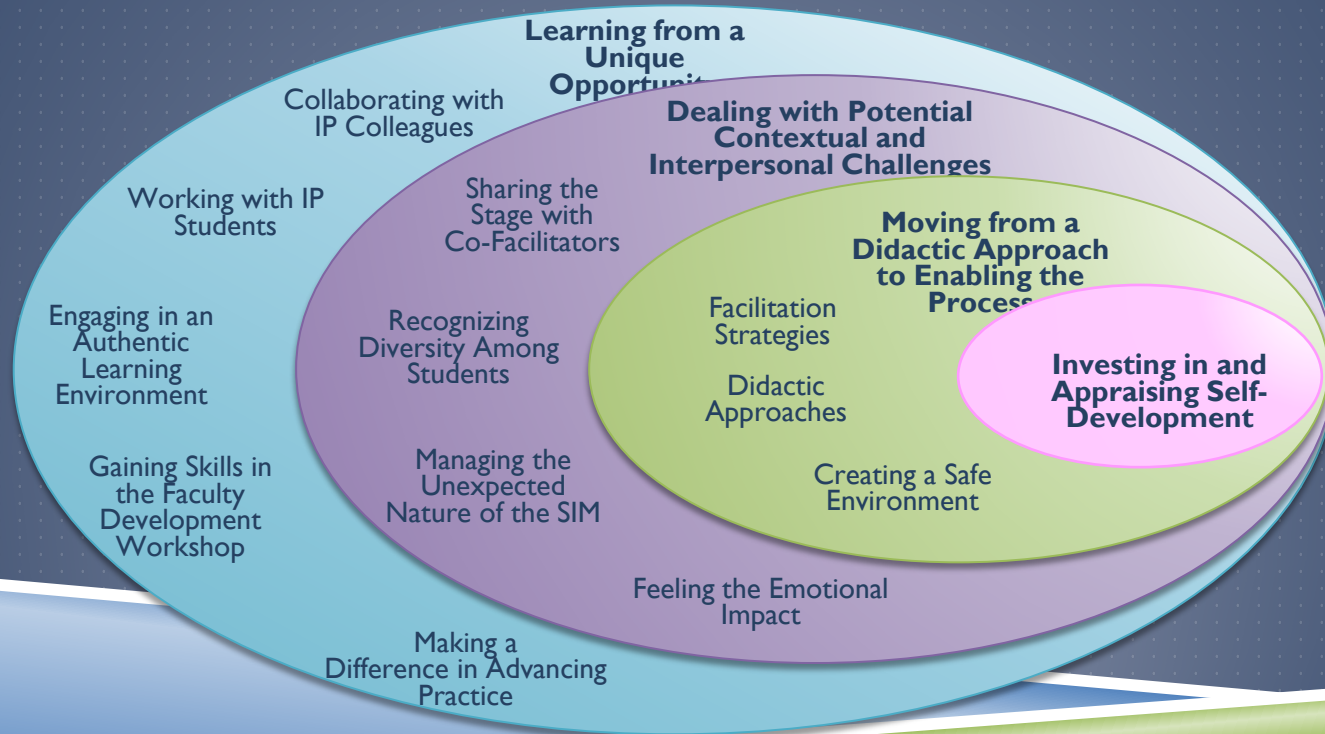 Learning from a
Unique
Opportunity
Collaborating with
IP Colleagues
Working with IP
Students
Engaging in an
Authentic
Learning
Environment
Gaining Skills in
the Faculty
Development
Workshop
Making a
Difference in Advancing
Practice
Dealing with Potential
Contextual and
Interpersonal Challenges
Sharing the
Stage with
Co-Facilitators
Recognizing
Diversity Among
Students
Managing the
Unexpected
Nature of the SIM
Feeling the Emotional
Impact
Moving from a
Didactic Approach
to Enabling the
Process
Facilitation
Strategies
Didactic
Approaches
Creating a Safe
Environment
Investing in and
Appraising Self-
Development